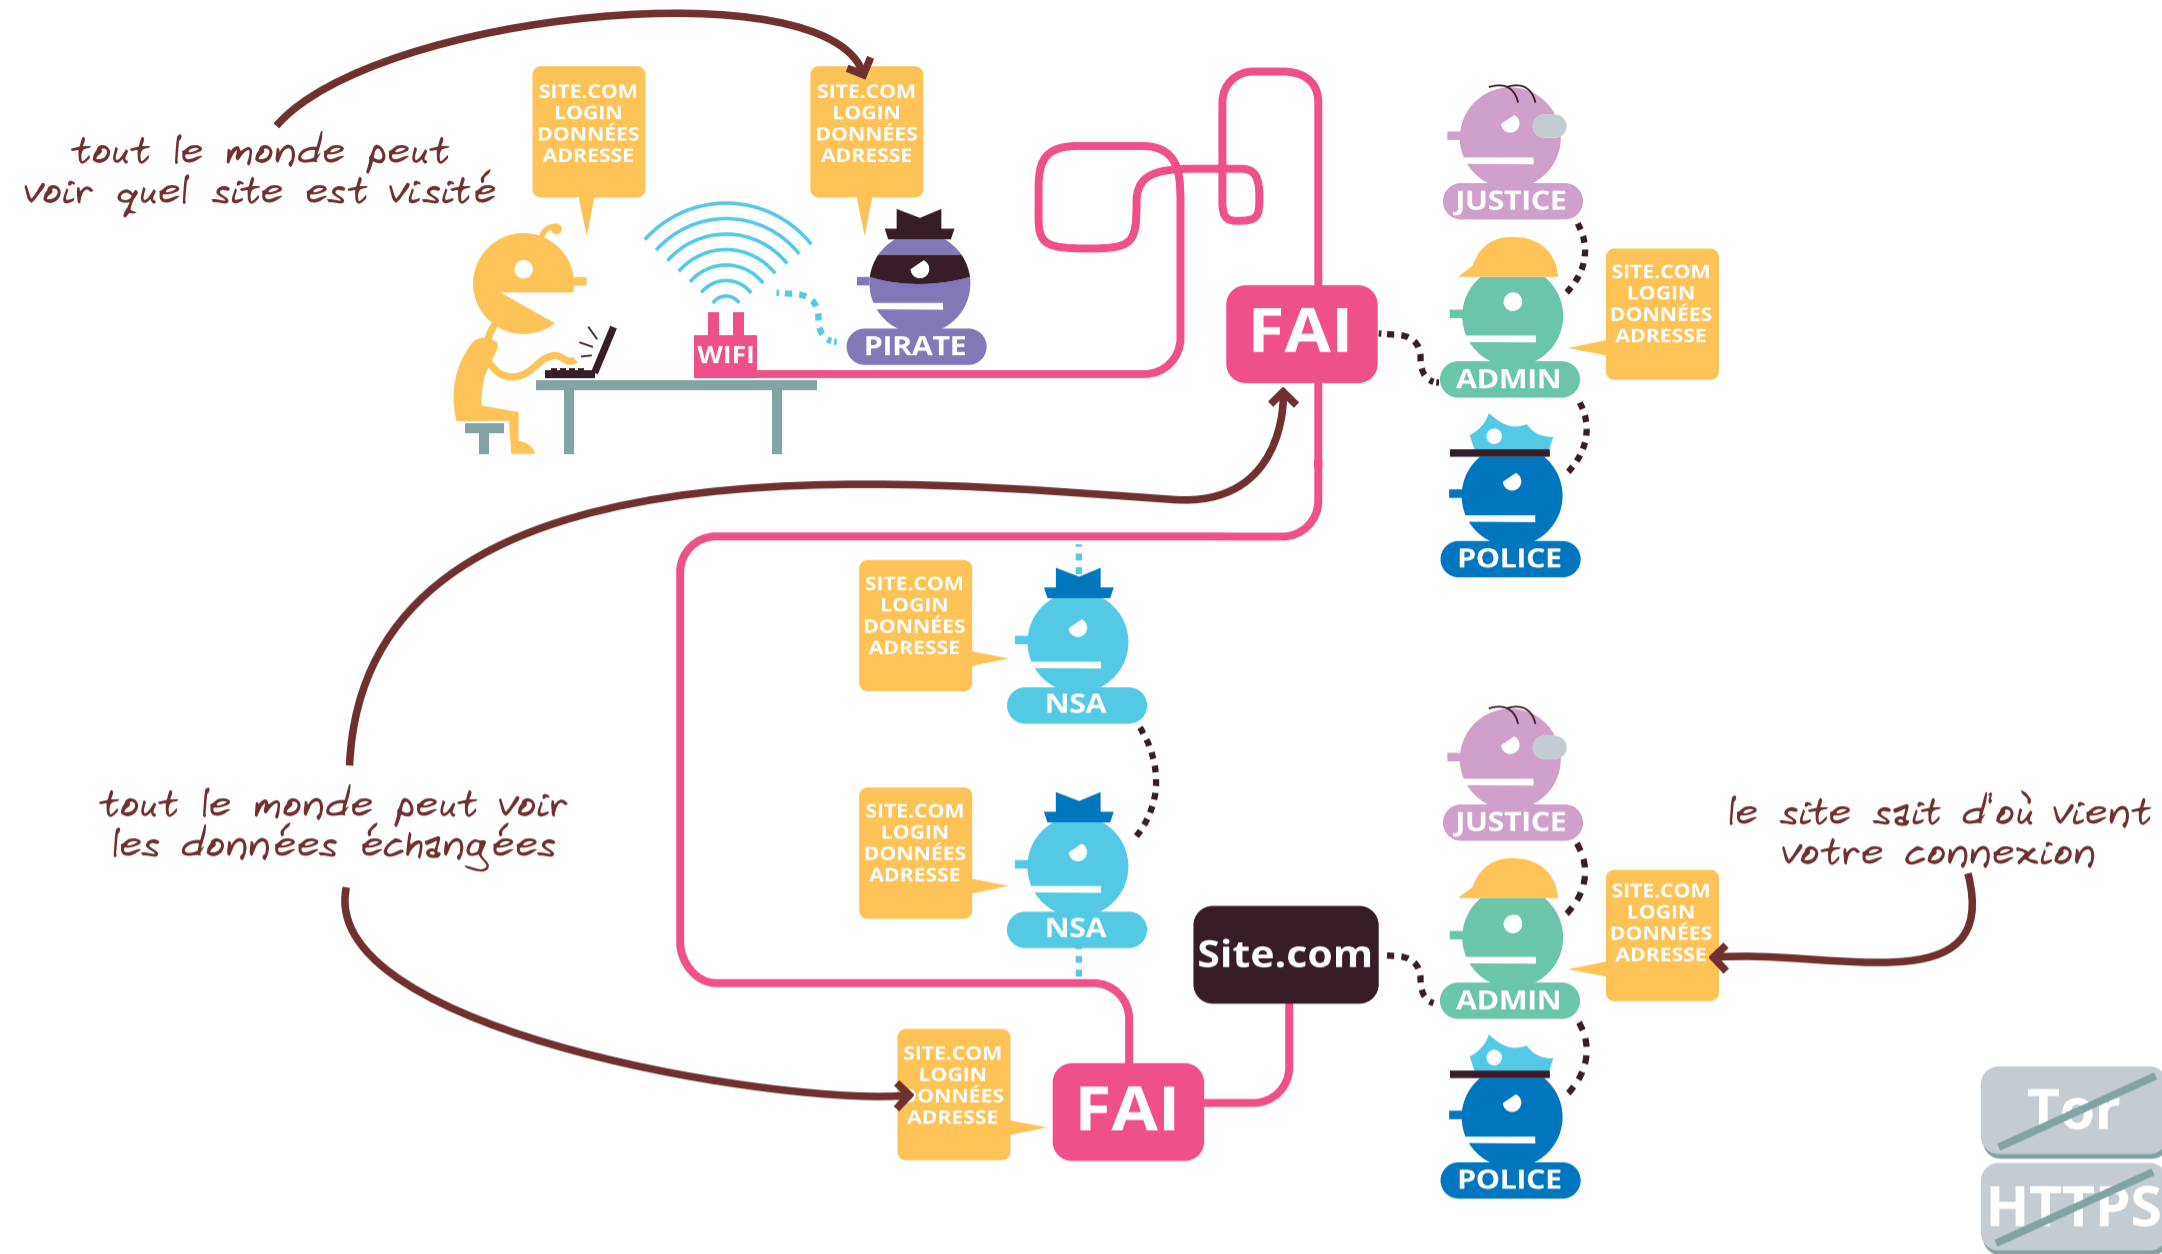 tout le monde peut
voir quel site est visité
SITE.COM
LOGIN
DONNÉES
ADRESSE
SITE.COM
LOGIN
DONNÉES
ADRESSE
WIFI
PIRATE
FAI
JUSTICE
SITE.COM
LOGIN
DONNÉES
ADRESSE
ADMIN
POLICE
SITE.COM
LOGIN
DONNÉES
ADRESSE
NSA
tout le monde peut voir
les données échangées
SITE.COM
LOGIN
DONNÉES
ADRESSE
NSA
Site.com
JUSTICE
le site sait d'où vient
votre connexion
SITE.COM
LOGIN
DONNÉES
ADRESSE
ADMIN
POLICE
SITE.COM
LOGIN
DONNÉES
ADRESSE
FAI
Tor
HTTPS